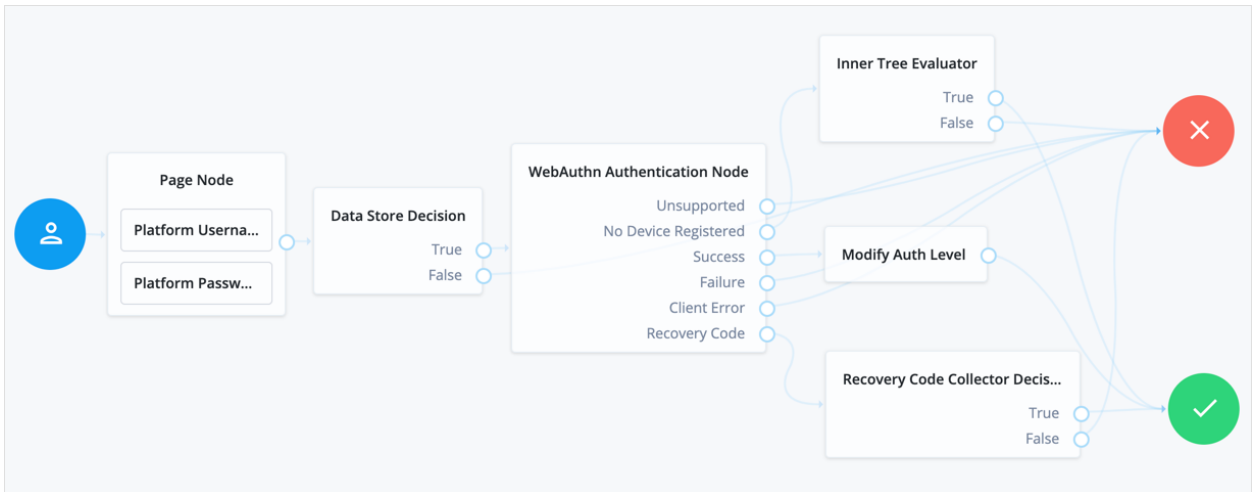 Page Node
Platform Userna...
Platform Passw...
Data Store Decision
True
False
WebAuthn Authentication Node
Unsupported
No Device Registered
Success
Failure
Client Error
Recovery Code
Inner Tree Evaluator
True
False
Modify Auth Level
Recovery Code Collector Decis...
True
False